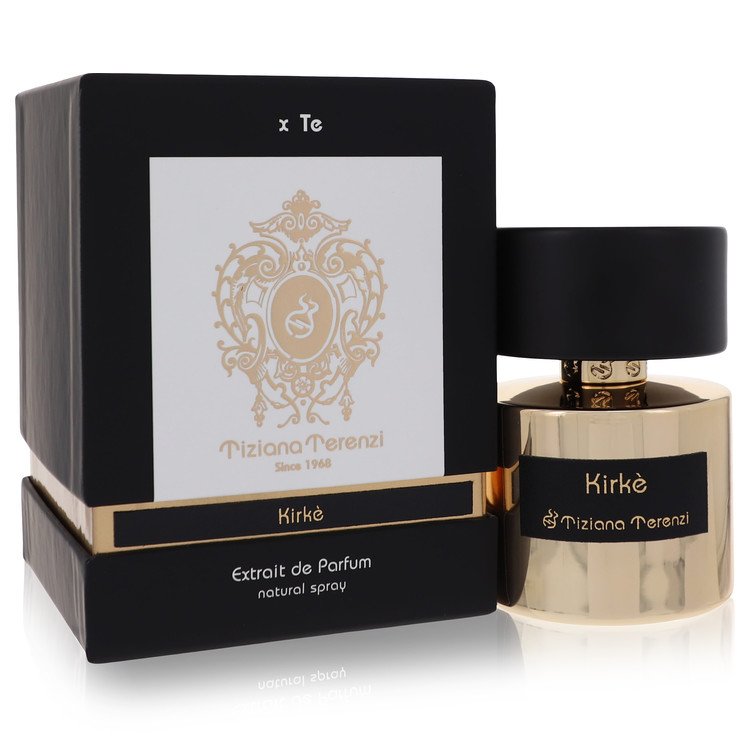 x Te
Tiziana Terenzi
Since 1968
Kirkè
Extrait de Parfum
natural spray
Kirkè
Tiziana Terenzi